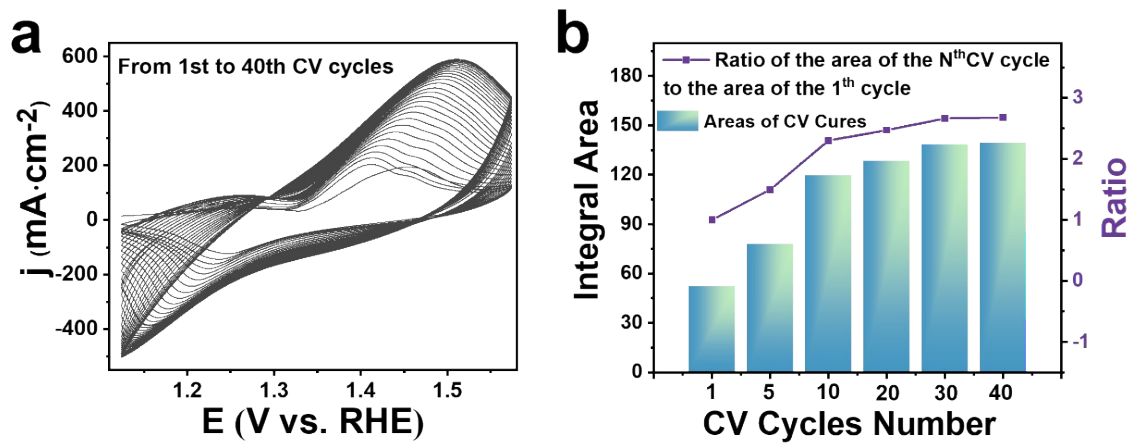 a
From 1st to 40th CV cycles
j (mA·cm-2)
600
400
200
0
-200
-400
1.2
1.3
1.4
1.5
E (V vs. RHE)
b
Ratio of the area of the NthCV cycle
to the area of the 1th cycle
Areas of CV Cures
Integral Area
180
150
120
90
60
30
0
1
5
10
20
30
40
CV Cycles Number
3
2
1
0
-1
Ratio